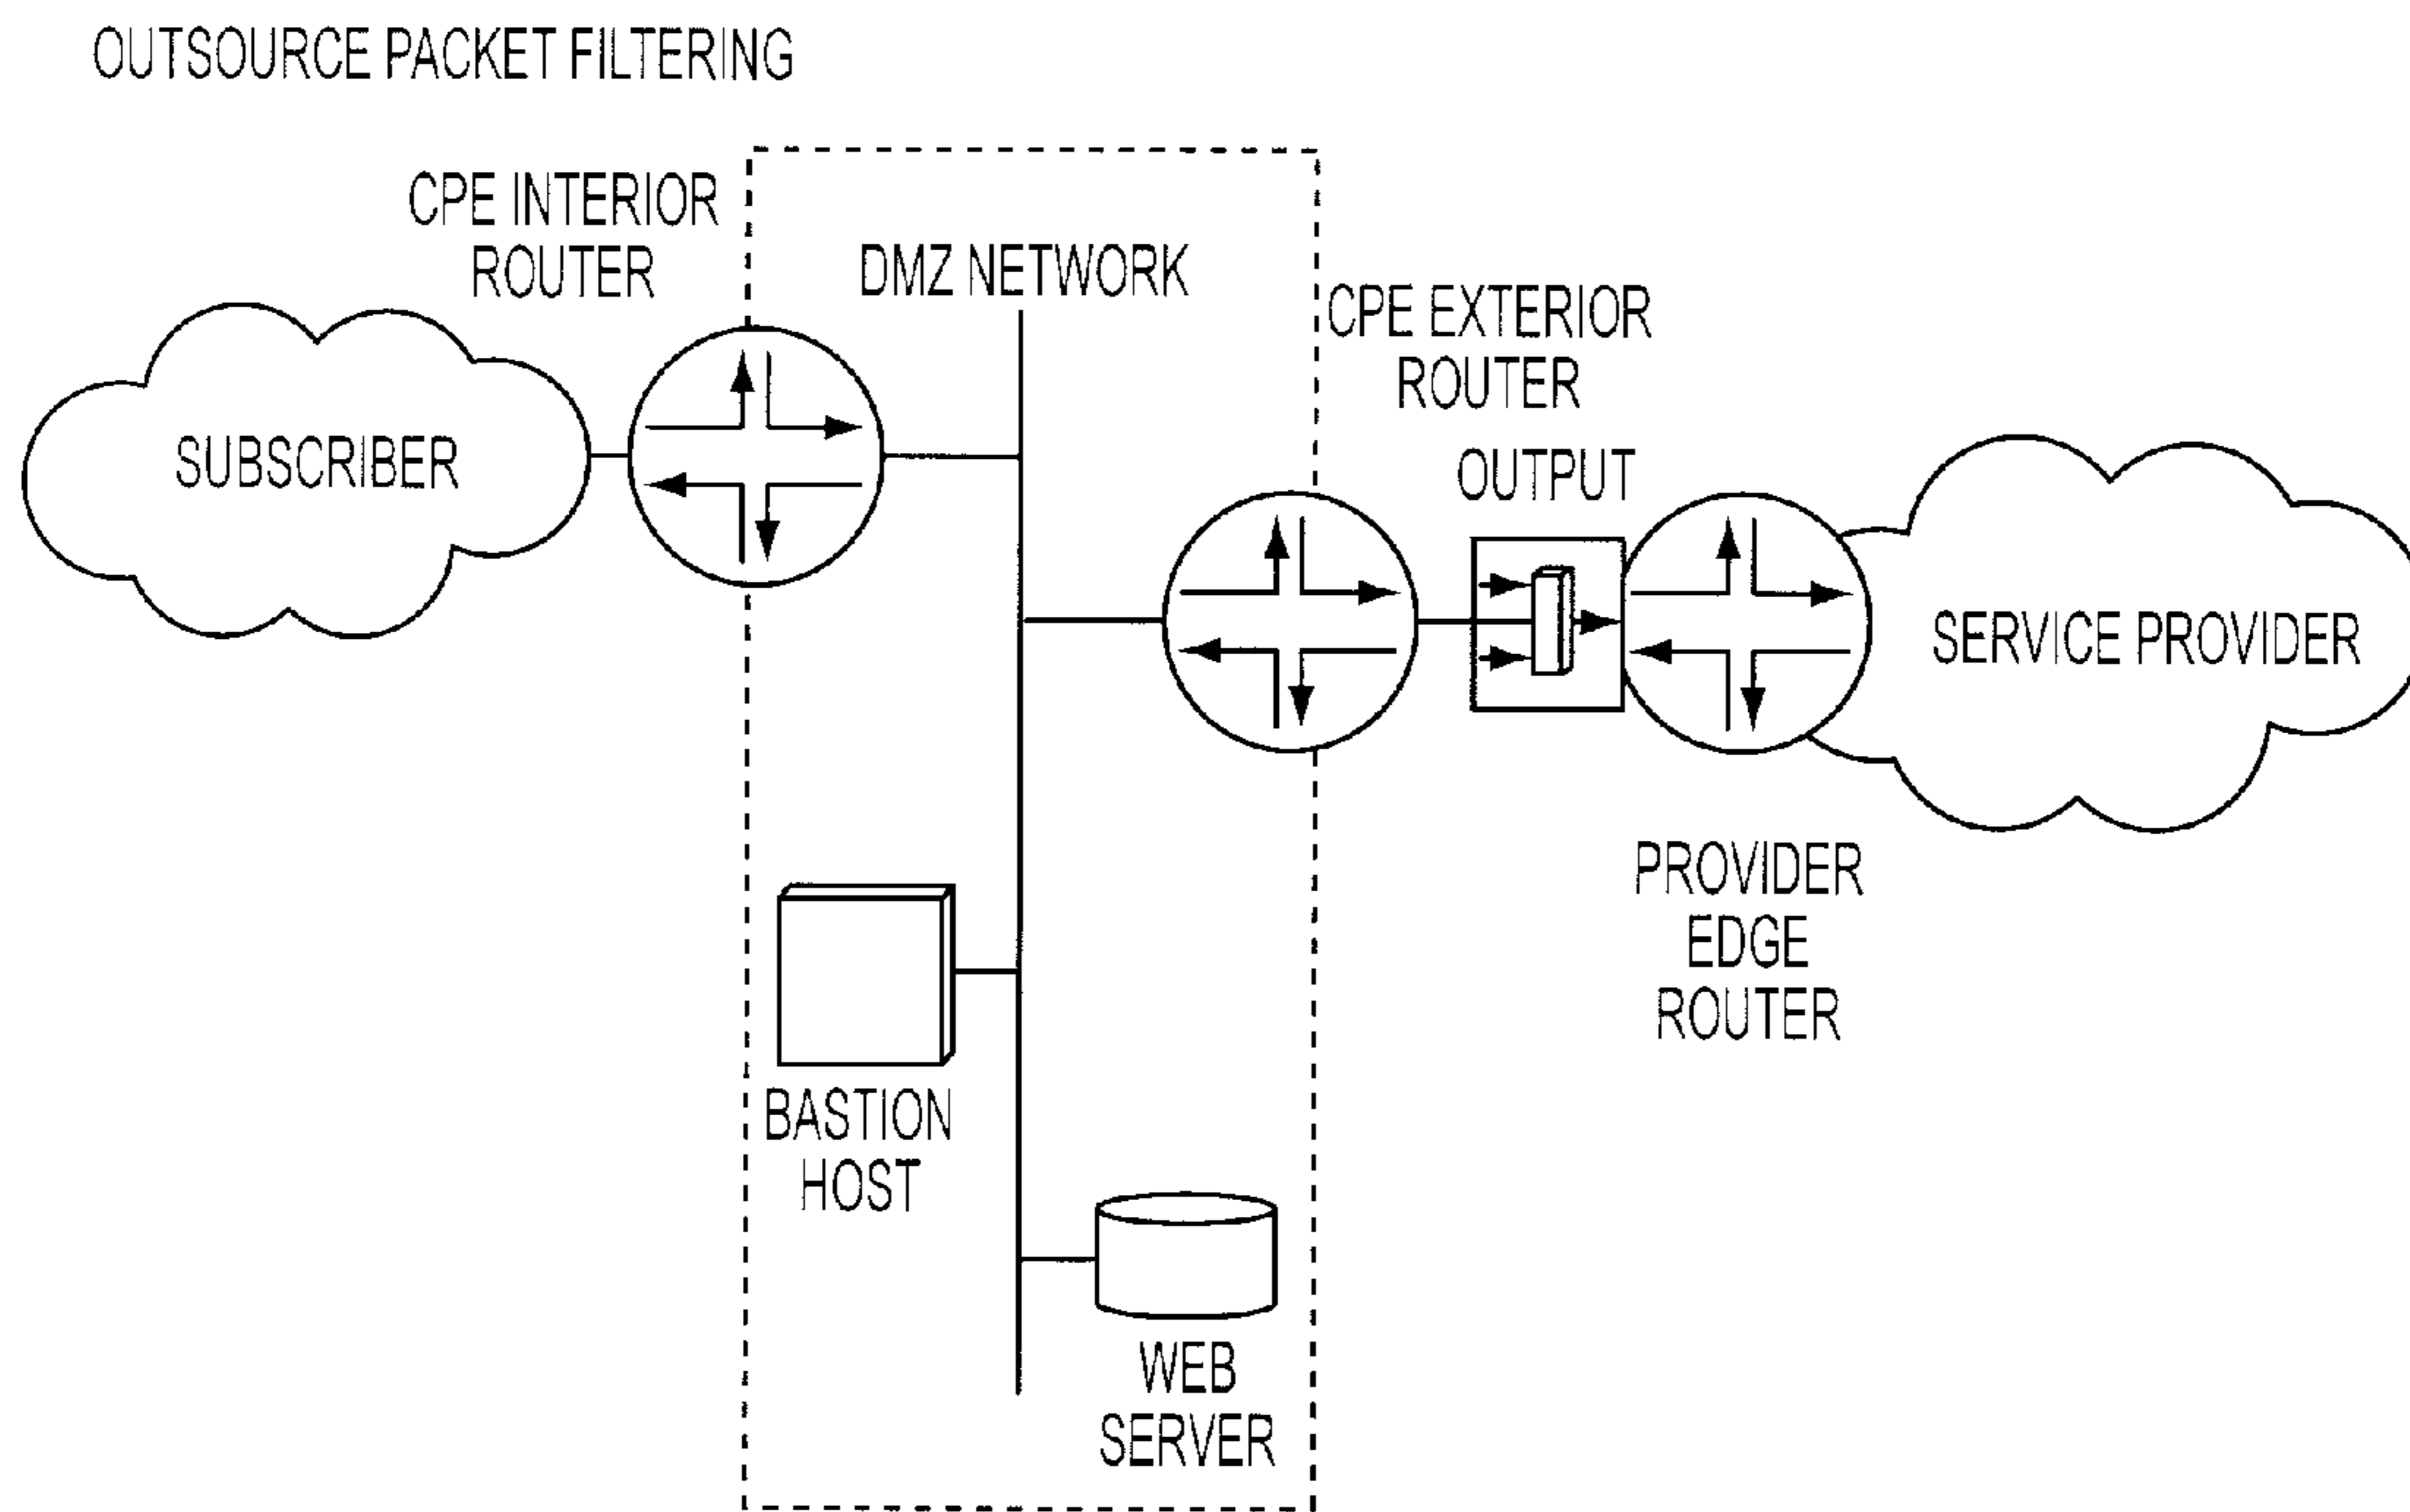 OUTSOURCE PACKET FILTERING
CPE INTERIOR
ROUTER
DMZ NETWORK
CPE EXTERIOR
ROUTER
OUTPUT
SUBSCRIBER
SERVICE PROVIDER
PROVIDER
EDGE
ROUTER
BASTION
HOST
WEB
SERVER